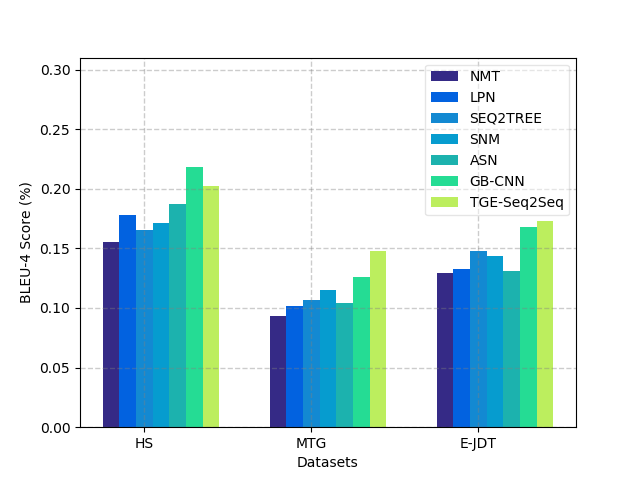 0.30
0.25
0.20
0.15
0.10
0.05
0.00
BLEU-4 Score (%)
NMT
LPN
SEQ2TREE
SNM
ASN
GB-CNN
TGE-Seq2Seq
HS
MTG
E-JDT
Datasets